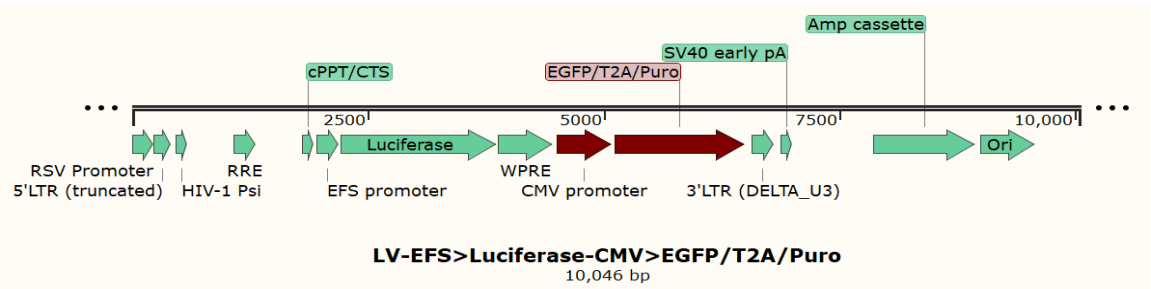 Amp cassette
SV40 early pA
cPPT/CTS
EGFP/T2A/Puro
2500
5000
7500
10,000
Luciferase
Ori
RSV Promoter
RRE
WPRE
5'LTR (truncated)
HIV-1 Psi
EFS promoter
CMV promoter
3'LTR (DELTA_U3)
LV-EFS>Luciferase-CMV>EGFP/T2A/Puro
10,046 bp